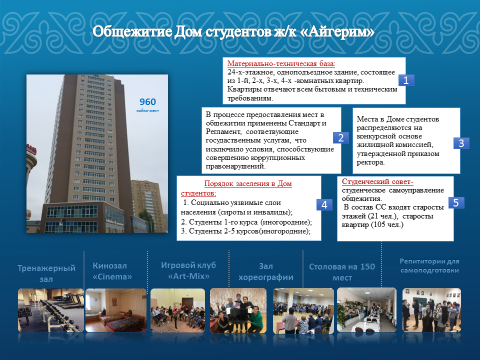 Общежитие Дом студентов ж/к «Айгерим»
960
Материально-техническая база:
24-х-этажное, одноподъездное здание, состоящее
из 1-й, 2-х, 3-х, 4-х -комнатных квартир.
Квартиры отвечают всем бытовым и техническим
требованиям.
1
В процессе предоставления мест в
общежитии применены Стандарт и
Регламент, соответствующие
государственным услугам, что
исключило условия, способствующие
совершению коррупционных
правонарушений.
2
Места в Доме студентов
распределяются на
конкурсной основе
жилищной комиссией,
утвержденной приказом
ректора.
3
Порядок заселения в Дом
студентов:
1. Социально уязвимые слои
населения (сироты и инвалиды);
2. Студенты 1-го курса (иногородние);
3. Студенты 2-5 курсов(иногородние);
4
Студенческий совет-
студенческое самоуправление
общежития.
В состав СС входят старосты
этажей (21 чел.), старосты
квартир (105 чел.)
5
Тренажерный
зал
Кинозал
«Cinema»
Игровой клуб
«Art-Mix»
Зал
хореографии
Столовая на 150
мест
Репититории для
самоподготовки